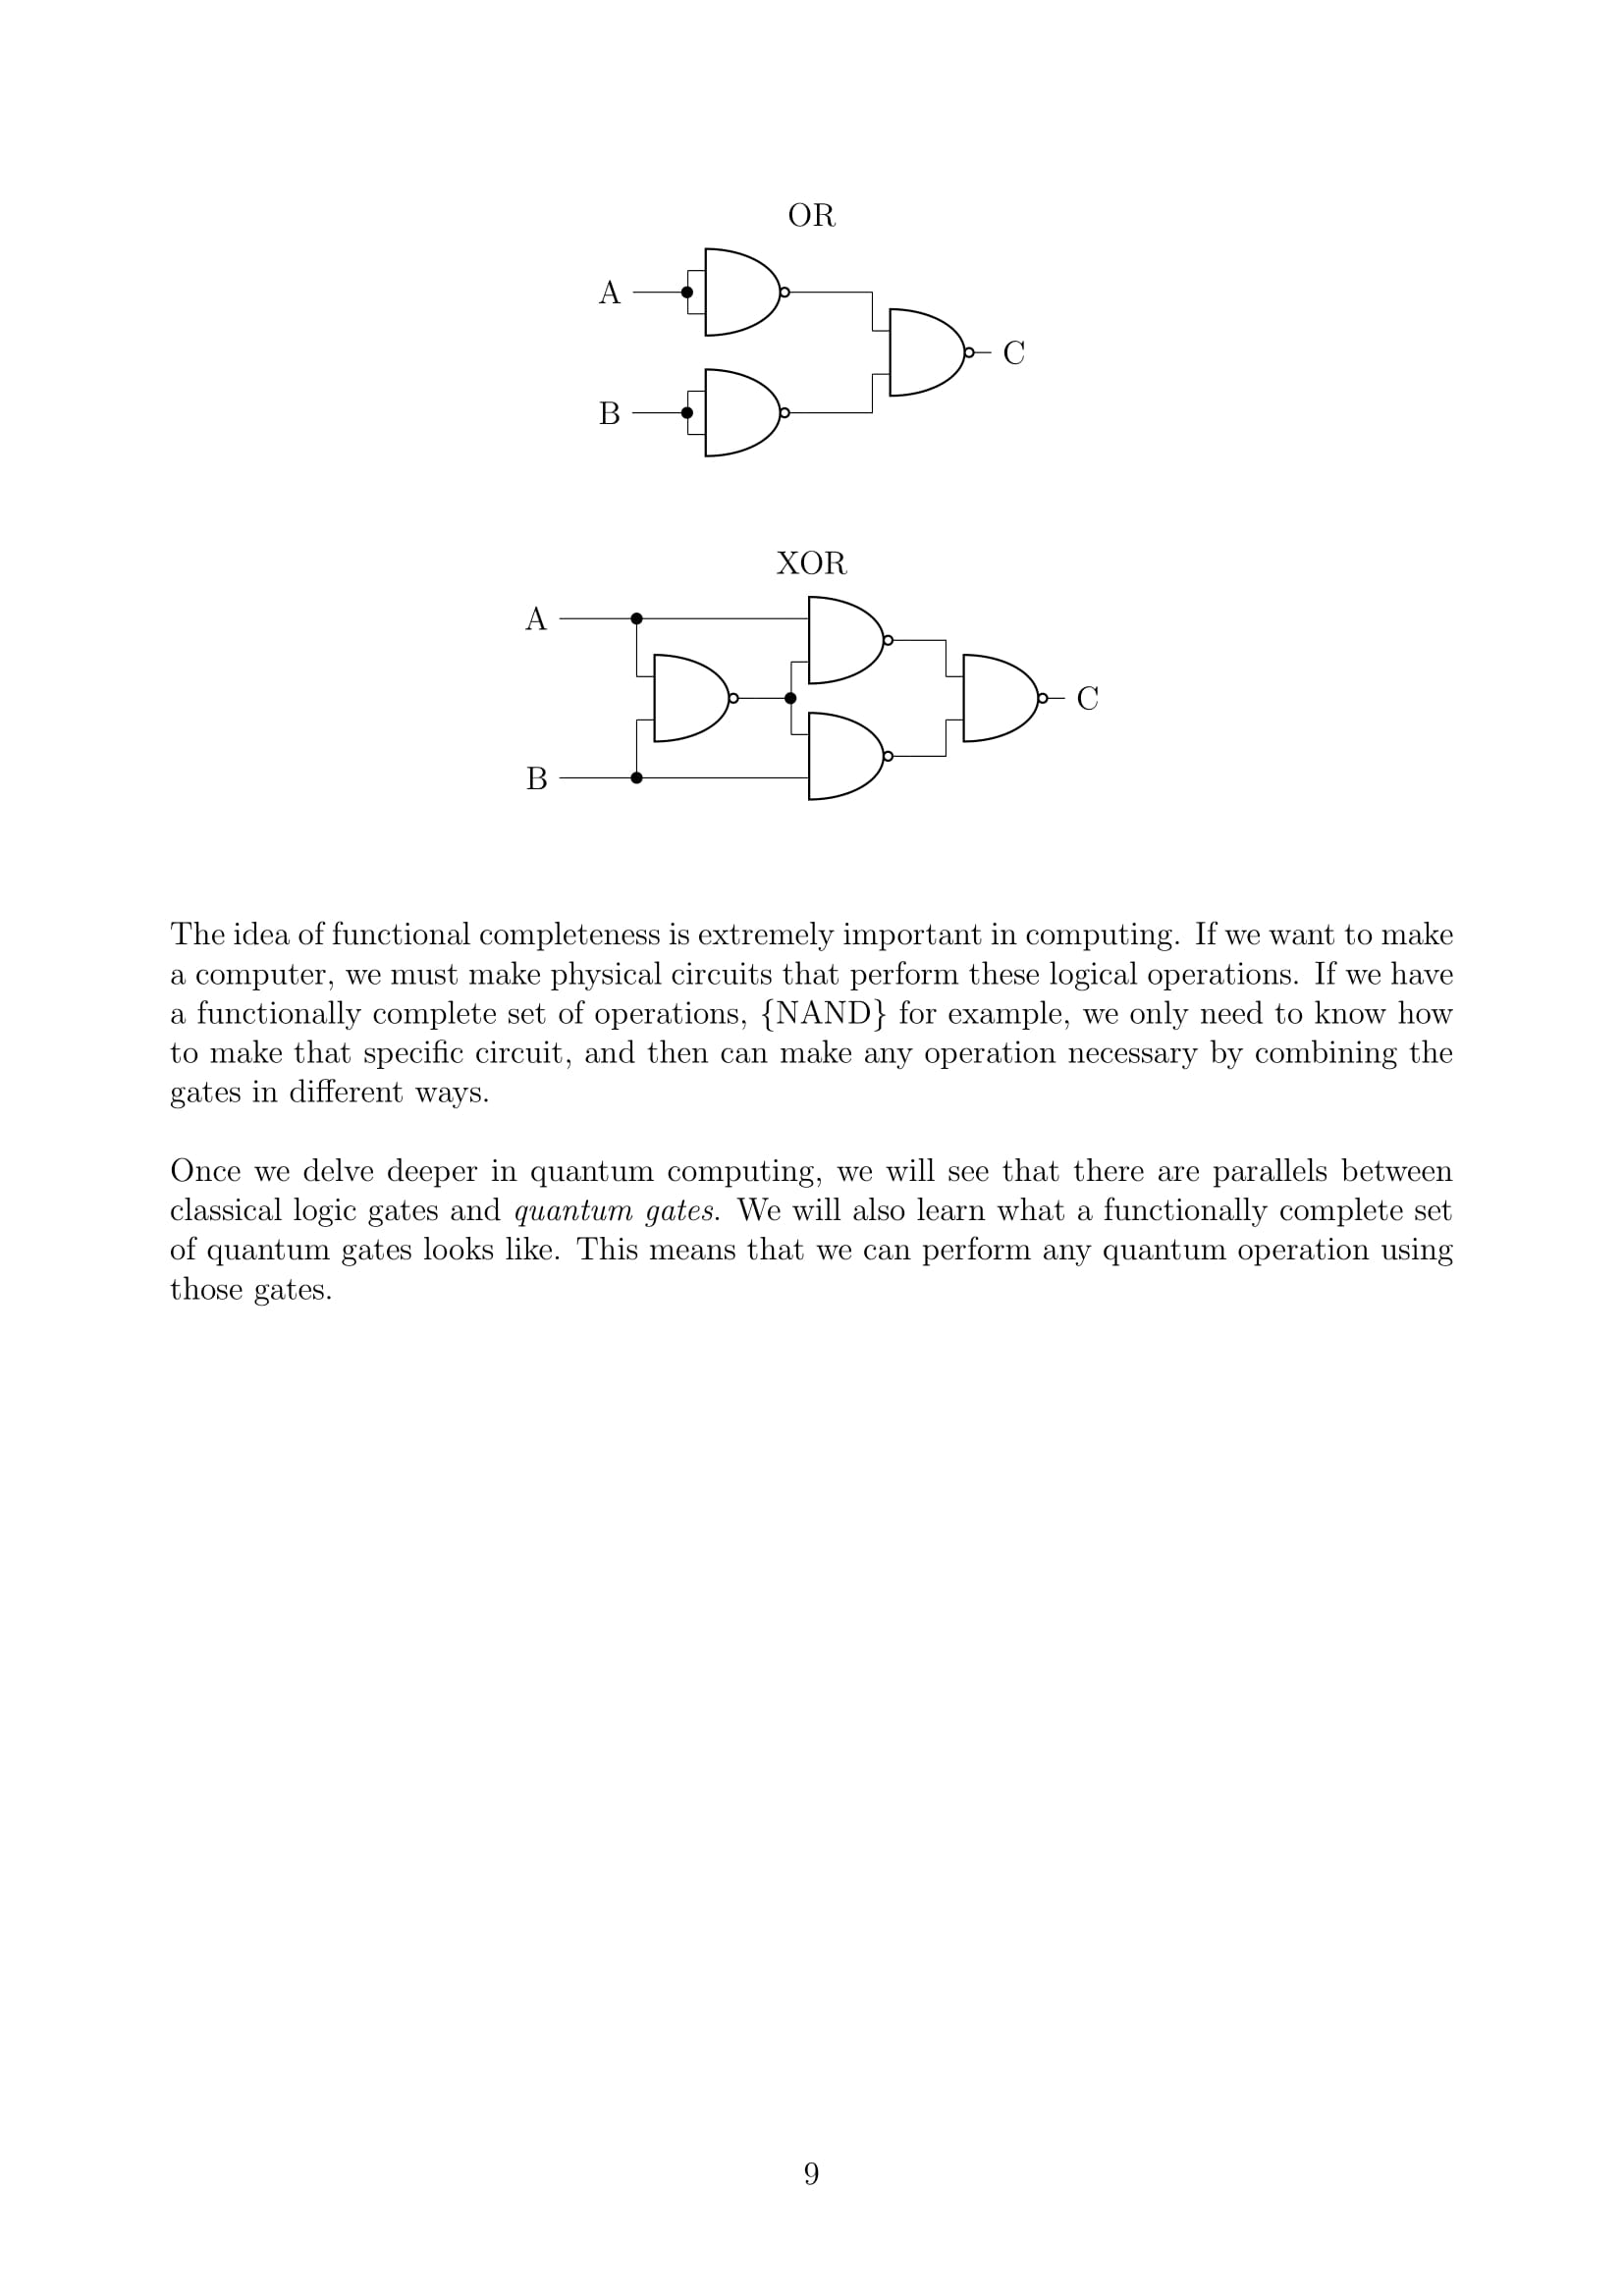 OR
A
C
B
XOR
A
C
B
The idea of functional completeness is extremely important in computing. If we want to make
a computer, we must make physical circuits that perform these logical operations. If we have
a functionally complete set of operations, {NAND} for example, we only need to know how
to make that specific circuit, and then can make any operation necessary by combining the
gates in different ways.
Once we delve deeper in quantum computing, we will see that there are parallels between
classical logic gates and quantum gates. We will also learn what a functionally complete set
of quantum gates looks like. This means that we can perform any quantum operation using
those gates.
9